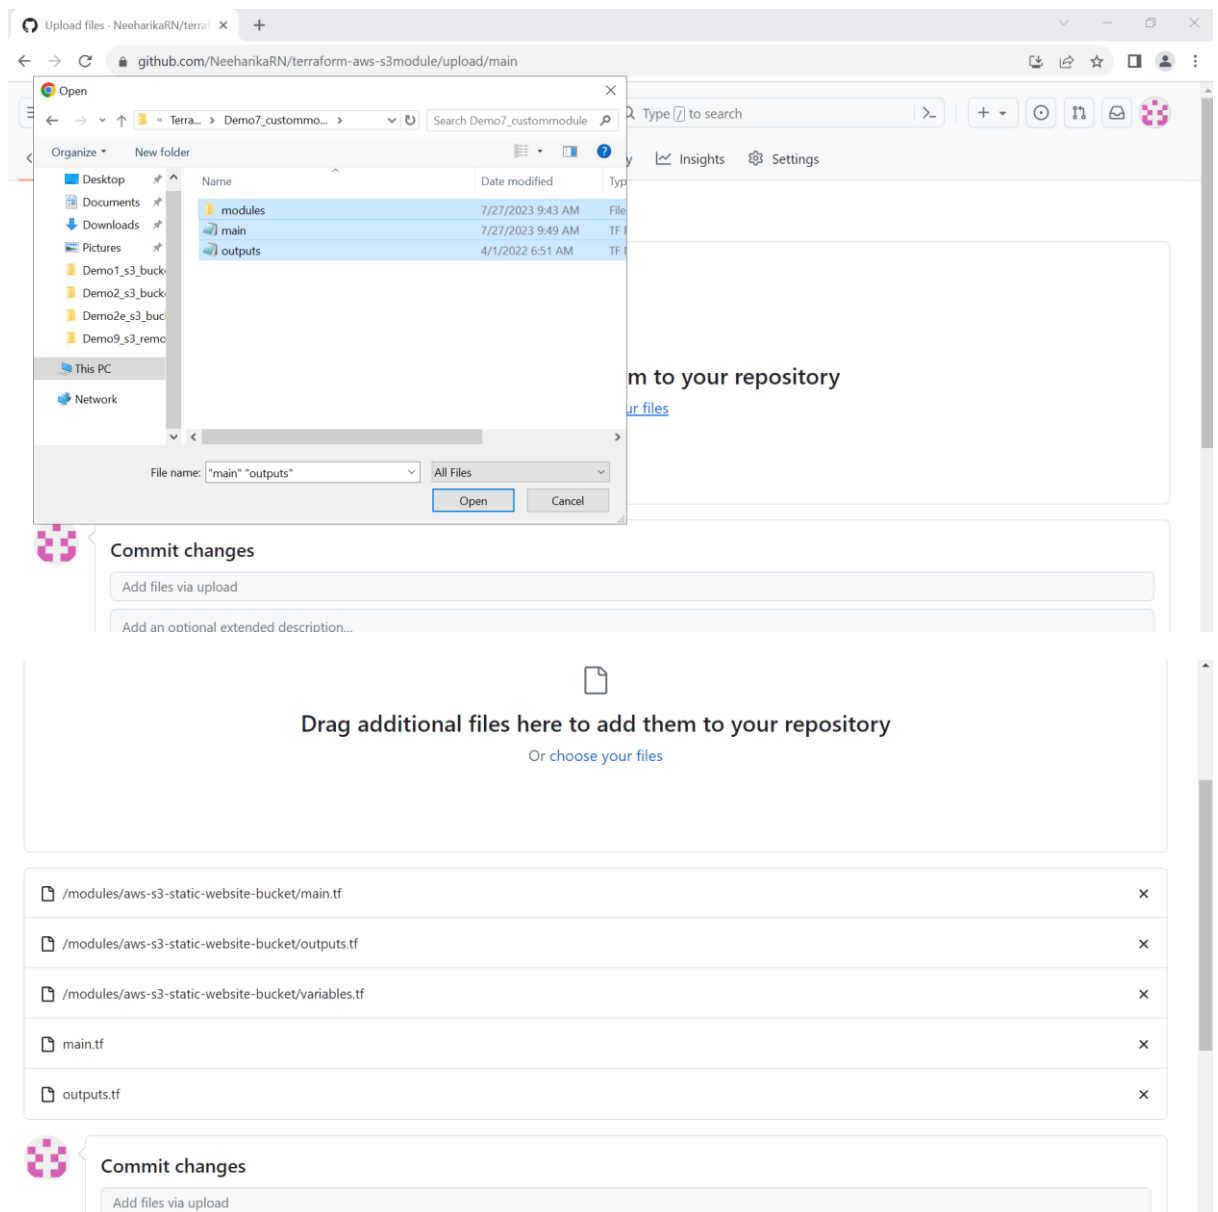 Upload files · NeeharikaRN/terra
github.com/NeeharikaRN/terraform-aws-s3module/upload/main
Open
« Terra... > Demo7_custommo... >
Search Demo7_custommodule
Type / to search
Organize
New folder
Insights
Settings
Name
Date modified
Typ
Desktop
Documents
Downloads
Pictures
Demo1_s3_buck
Demo2_s3_buck
Demo2e_s3_buc
Demo9_s3_remo
This PC
Network
modules 7/27/2023 9:43 AM File
main 7/27/2023 9:49 AM TF
outputs 4/1/2022 6:51 AM TF
m to your repository
ur files
File name: "main" "outputs"
All Files
Open
Cancel
Commit changes
Add files via upload
Add an optional extended description...
Drag additional files here to add them to your repository
Or choose your files
/modules/aws-s3-static-website-bucket/main.tf
/modules/aws-s3-static-website-bucket/outputs.tf
/modules/aws-s3-static-website-bucket/variables.tf
main.tf
outputs.tf
Commit changes
Add files via upload